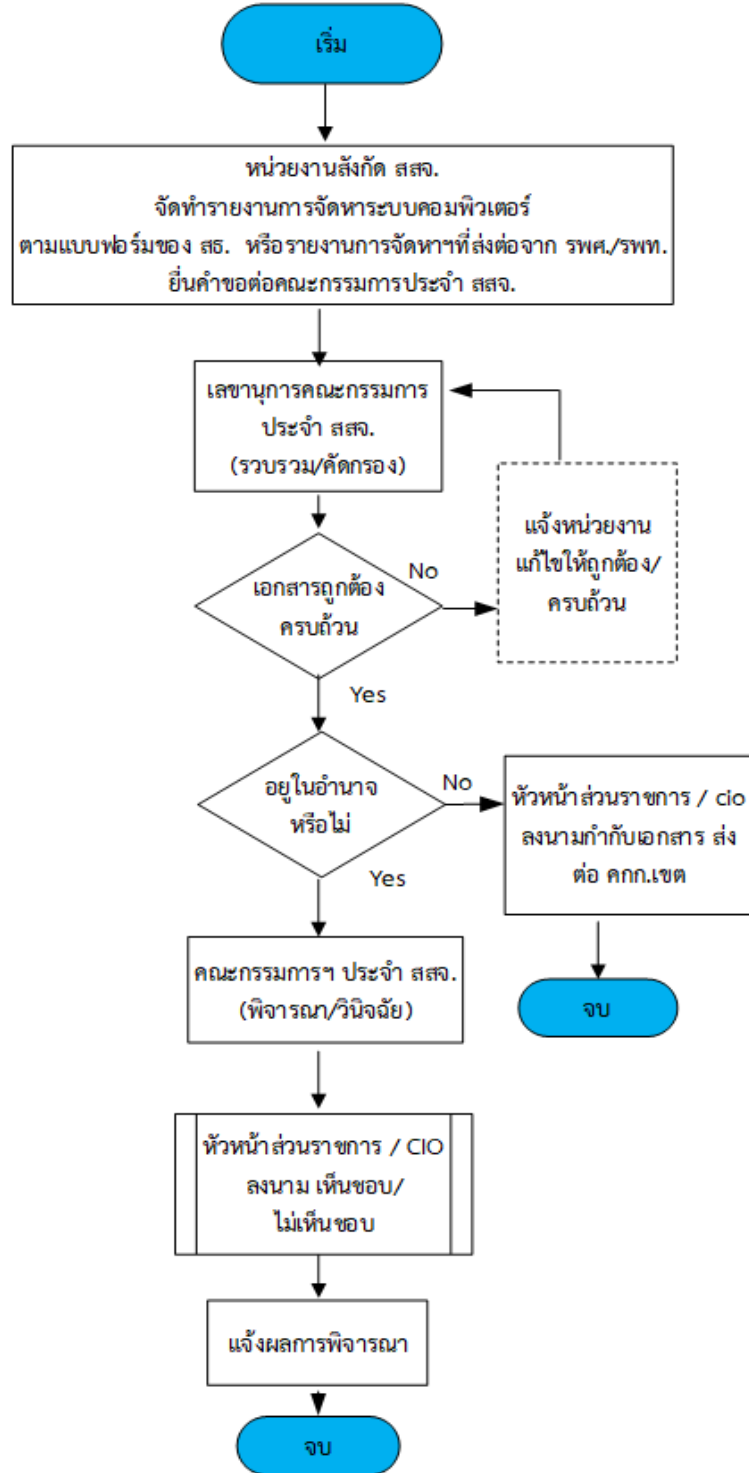 เริ่ม
หน่วยงานสังกัด สสจ.
จัดทำรายงานการจัดหาระบบคอมพิวเตอร์
ตามแบบฟอร์มของ สธ. หรือรายงานการจัดหาฯที่ส่งต่อจาก รพศ./รพท.
ยื่นคำขอต่อคณะกรรมการประจำ สสจ.
เลขานุการคณะกรรมการ
ประจำ สสจ.
(รวบรวม/คัดกรอง)
แจ้งหน่วยงาน
แก้ไขให้ถูกต้อง/
ครบถ้วน
No
เอกสารถูกต้อง
ครบถ้วน
Yes
อยู่ในอำนาจ
หรือไม่
No
หัวหน้าส่วนราชการ / cio
ลงนามกำกับเอกสาร ส่ง
ต่อ คกก.เขต
Yes
คณะกรรมการฯ ประจำ สสจ.
(พิจารณา/วินิจฉัย)
จบ
หัวหน้าส่วนราชการ / CIO
ลงนาม เห็นชอบ/
ไม่เห็นชอบ
แจ้งผลการพิจารณา
จบ